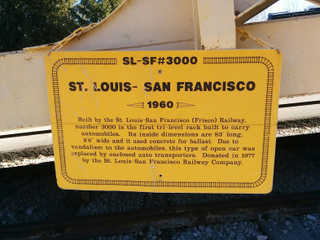 SL-SF#3000
ST. LOUIS- SAN FRANCISCO
1960
Built by the St. Louis-San Francisco (Frisco) Railway,
number 3000 is the first tri-level rack built to carry
automobiles. Its inside dimensions are 83' long,
8'6" wide and it used concrete for ballast. Due to
vandalism to the automobiles, this type of open car was
replaced by enclosed auto transporters. Donated in 1977
by the St. Louis-San Francisco Railway Company.